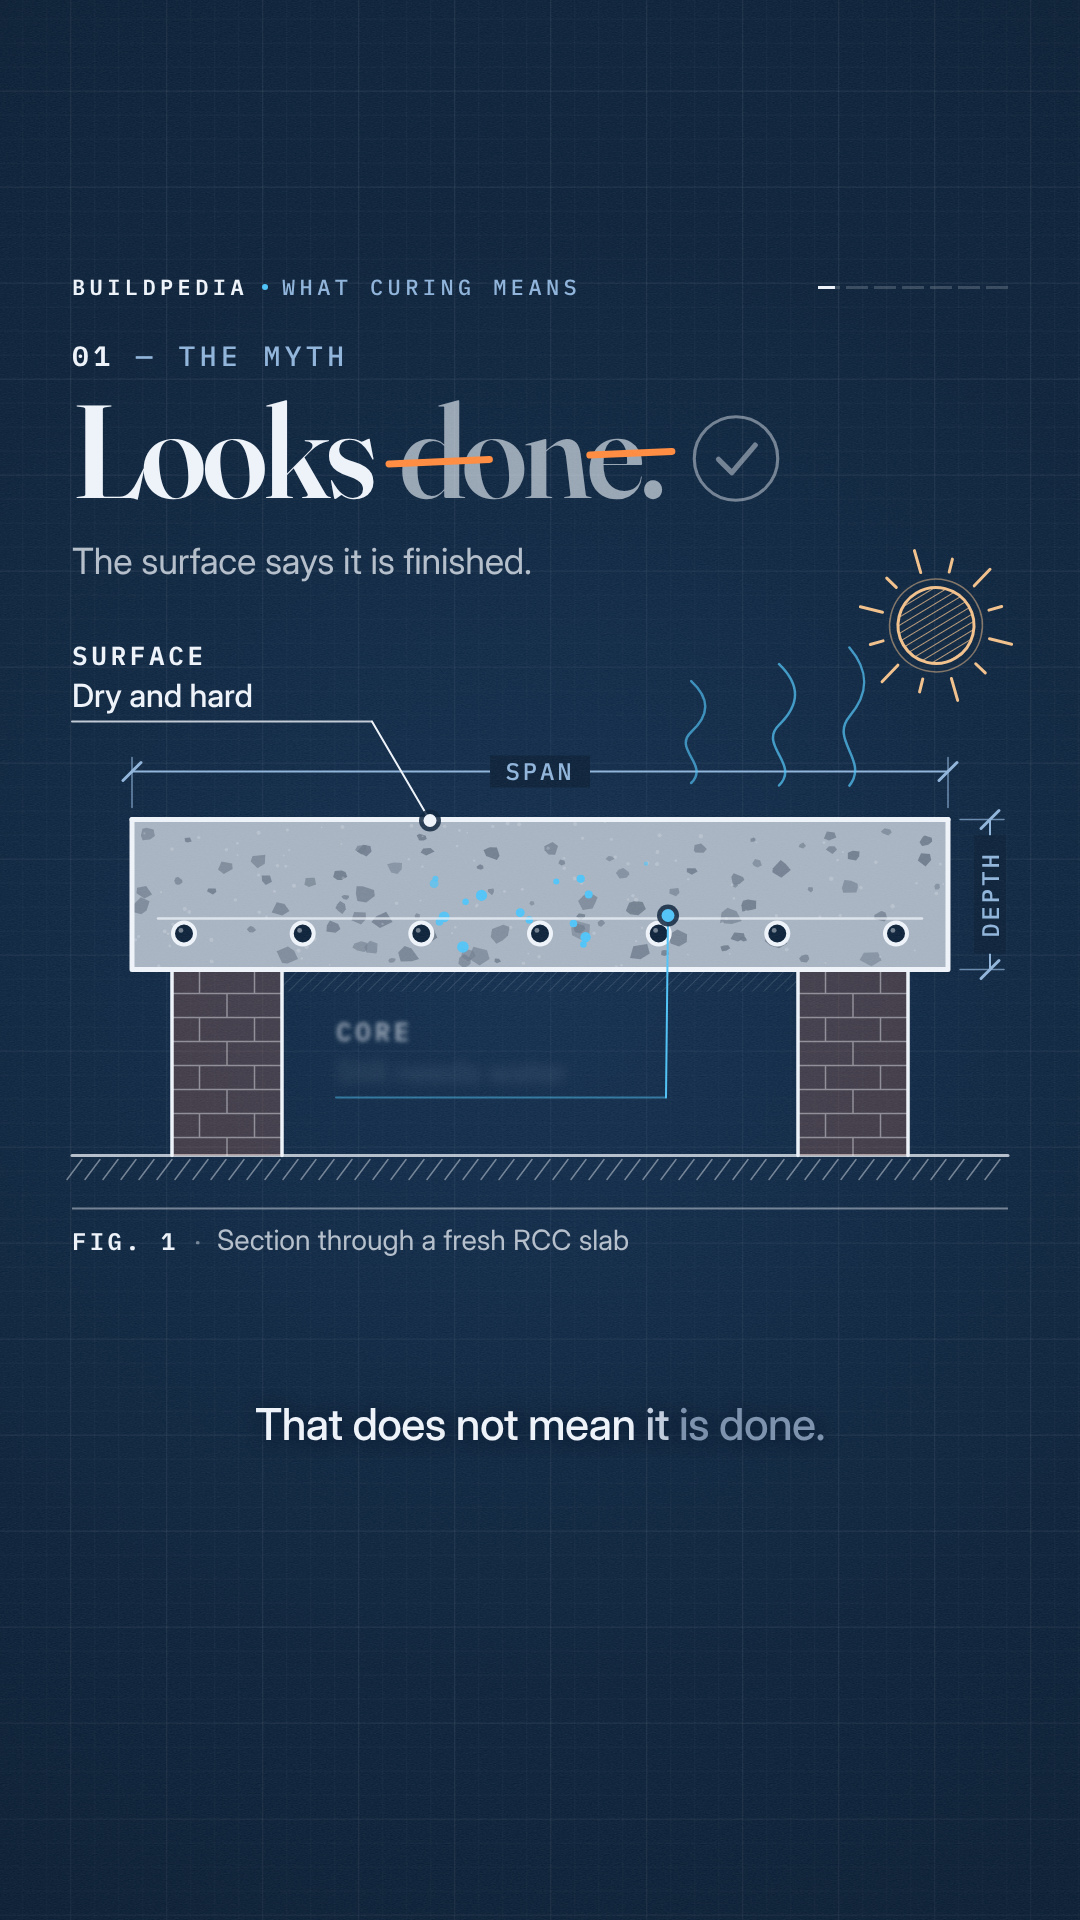 BUILDPEDIA • WHAT CURING MEANS
01 — THE MYTH
Looks done.
The surface says it is finished.
SURFACE
Dry and hard
SPAN
DEPTH
CORE
FIG. 1 · Section through a fresh RCC slab
That does not mean it is done.